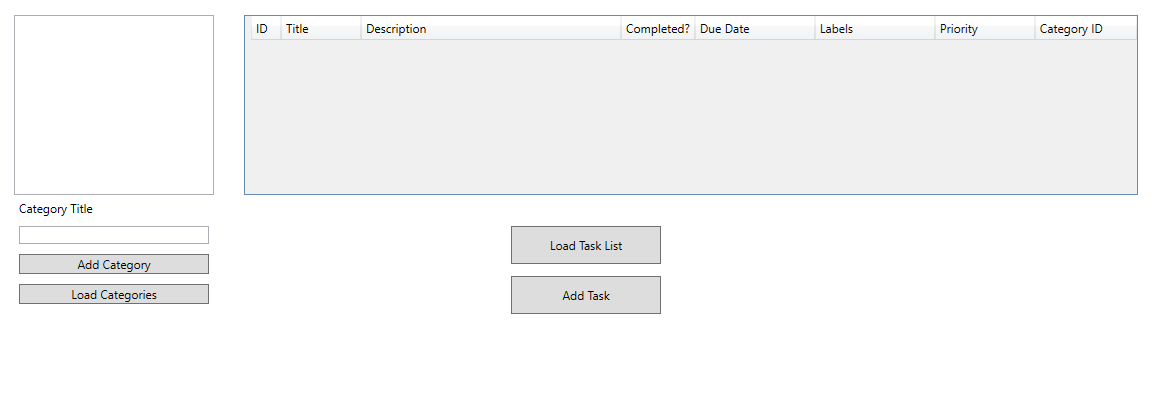 ID Title Description Completed? Due Date Labels Priority Category ID
Category Title
Add Category
Load Categories
Load Task List
Add Task